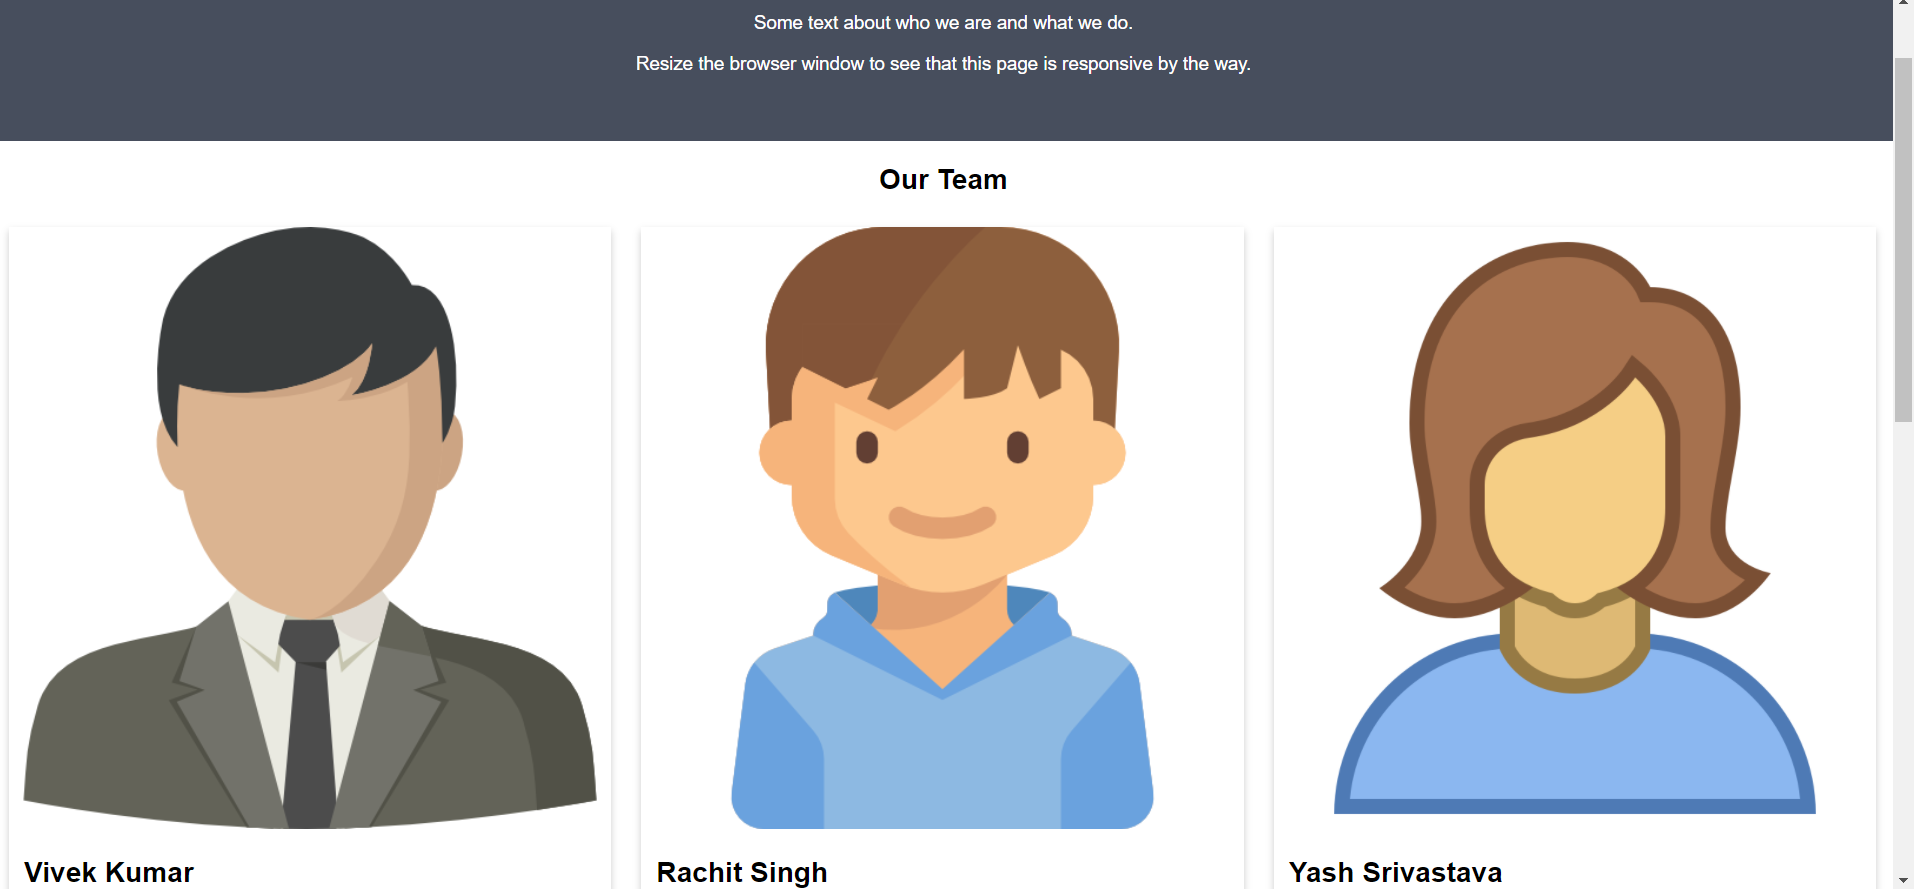 Some text about who we are and what we do.
Resize the browser window to see that this page is responsive by the way.
Our Team
Vivek Kumar
Rachit Singh
Yash Srivastava